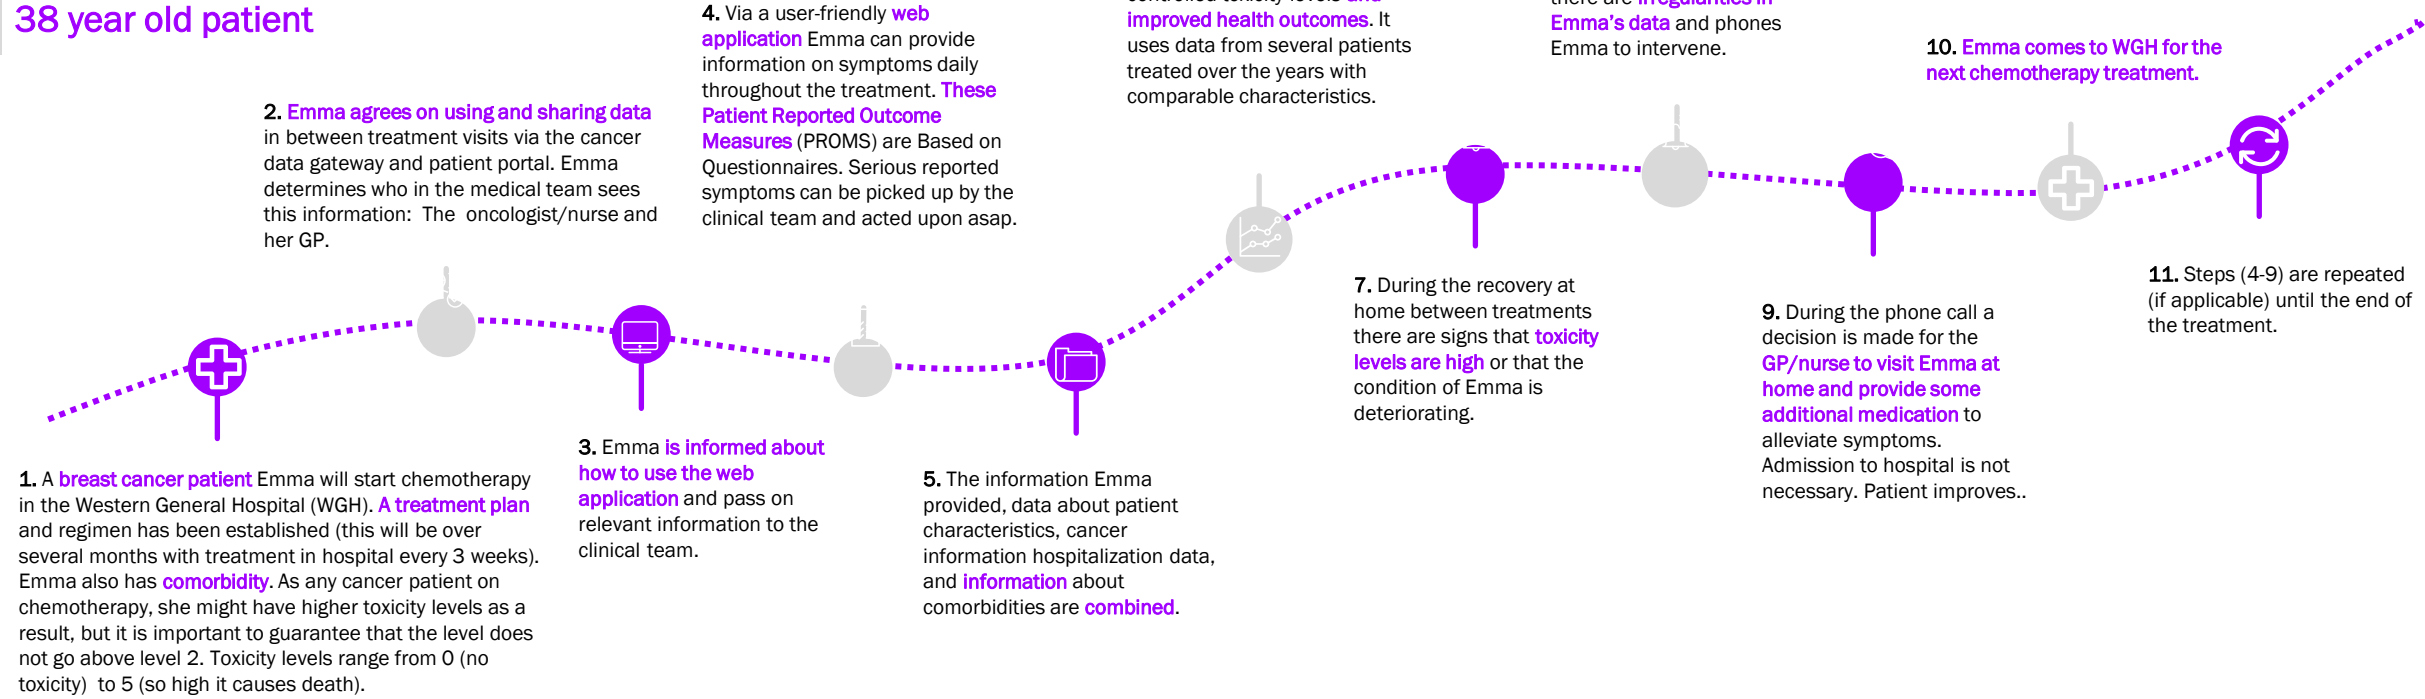 38 year old patient
1. A breast cancer patient Emma will start chemotherapy
in the Western General Hospital (WGH). A treatment plan
and regimen has been established (this will be over
several months with treatment in hospital every 3 weeks).
Emma also has comorbidity. As any cancer patient on
chemotherapy, she might have higher toxicity levels as a
result, but it is important to guarantee that the level does
not go above level 2. Toxicity levels range from 0 (no
toxicity)  to 5 (so high it causes death).
2. Emma agrees on using and sharing data
in between treatment visits via the cancer
data gateway and patient portal. Emma
determines who in the medical team sees
this information:  The  oncologist/nurse and
her GP.
3. Emma is informed about
how to use the web
application and pass on
relevant information to the
clinical team.
4. Via a user-friendly web
application Emma can provide
information on symptoms daily
throughout the treatment. These
Patient Reported Outcome
Measures (PROMS) are Based on
Questionnaires. Serious reported
symptoms can be picked up by the
clinical team and acted upon asap.
5. The information Emma
provided, data about patient
characteristics, cancer
information hospitalization data,
and information about
comorbidities are combined.
controlled toxicity levels and
improved health outcomes. It
uses data from several patients
treated over the years with
comparable characteristics.
7. During the recovery at
home between treatments
there are signs that toxicity
levels are high or that the
condition of Emma is
deteriorating.
there are irregularities in
Emma's data and phones
Emma to intervene.
9. During the phone call a
decision is made for the
GP/nurse to visit Emma at
home and provide some
additional medication to
alleviate symptoms.
Admission to hospital is not
necessary. Patient improves..
10. Emma comes to WGH for the
next chemotherapy treatment.
11. Steps (4-9) are repeated
(if applicable) until the end of
the treatment.